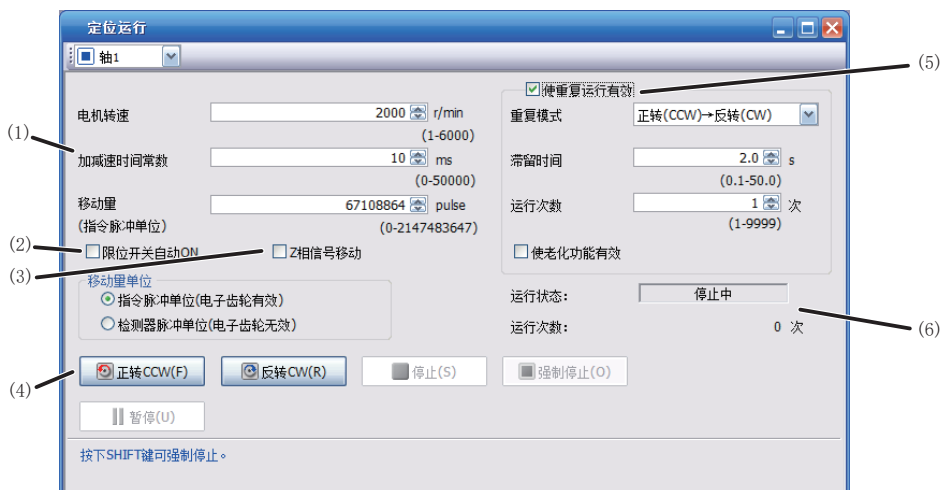 定位运行
轴1
(5)
使重复运行有效
电机转速 2000 r/min
(1-6000)
重复模式 正转(CCW)→反转(CW)
(1)
加减速时间常数 10 ms
(0-50000)
滞留时间 2.0 s
(0.1-50.0)
移动量 67108864 pulse
(指令脉冲单位) (0-2147483647)
运行次数 1 次
(1-9999)
(2)
限位开关自动ON Z相信号移动
使老化功能有效
(3)
移动量单位
指令脉冲单位(电子齿轮有效)
检测器脉冲单位(电子齿轮无效)
运行状态: 停止中
运行次数: 0 次
(6)
(4)
正转CCW(F) 反转CW(R) 停止(S) 强制停止(O)
暂停(U)
按下SHIFT键可强制停止。